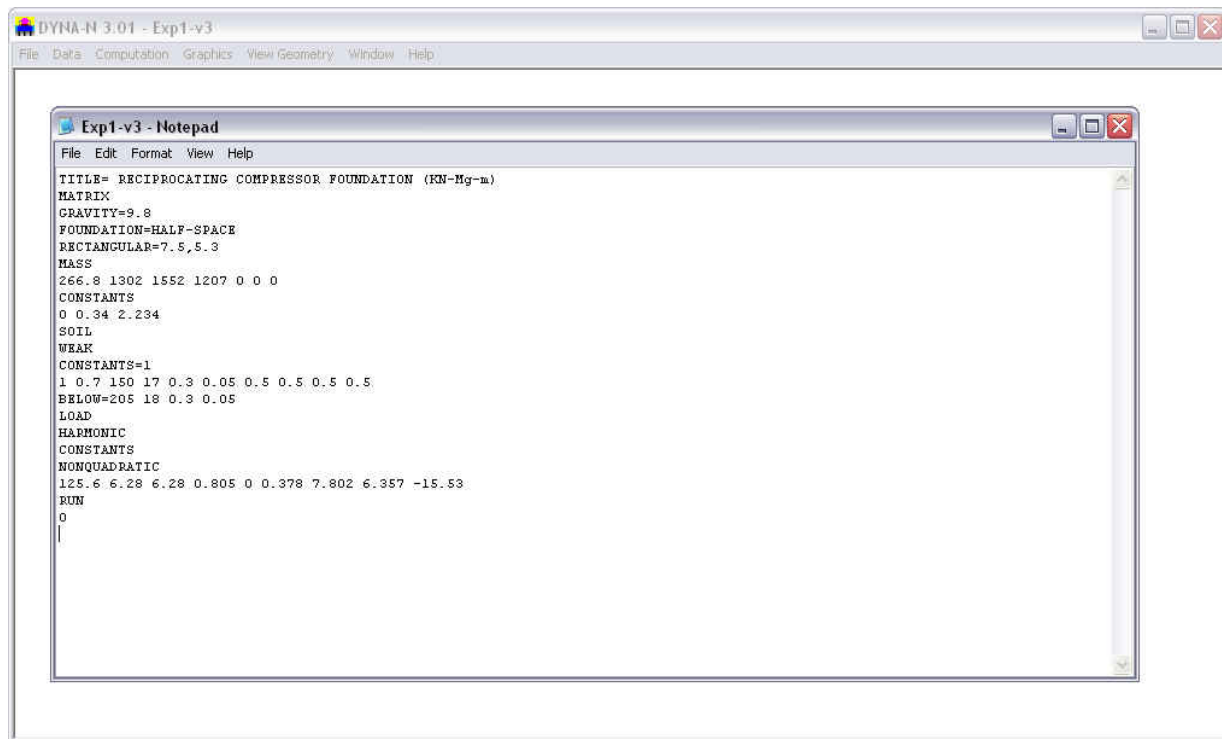 DYNA-N 3.01 - Exp1-v3
File Data Computation Graphics View Geometry Window Help
Exp1-v3 - Notepad
File Edit Format View Help
TITLE= RECIPROCATING COMPRESSOR FOUNDATION (KN-Mg-m)
MATRIX
GRAVITY=9.8
FOUNDATION=HALF-SPACE
RECTANGULAR=7.5,5.3
MASS
266.8 1302 1552 1207 0 0 0
CONSTANTS
0 0.34 2.234
SOIL
WEAK
CONSTANTS=1
1 0.7 150 17 0.3 0.05 0.5 0.5 0.5 0.5
BELOW=205 18 0.3 0.05
LOAD
HARMONIC
CONSTANTS
NONQUADRATIC
125.6 6.28 6.28 0.805 0 0.378 7.802 6.357 -15.53
RUN
0